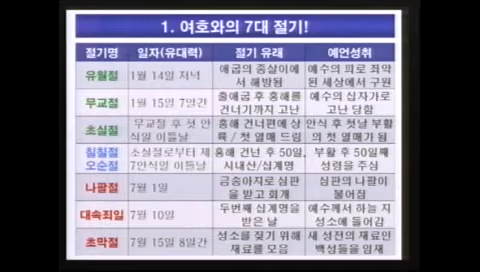 1. 여호와의 7대 절기!
절기명 일자(유대력) 절기 유래 예언성취
유월절 1월 14일 저녁 애굽의 종살이에서 해방됨 예수의 피로 죄악된 세상에서 구원
무교절 1월 15일 7일간 출애굽 후 홍해를 건너기까지 고난 예수의 십자가로 고난 당함
초실절 무교절 후 첫 안식일 이튿날 홍해 건너편에 상륙/첫 열매 드림 안식 후 첫날 부활의 첫 열매가 됨
칠칠절 오순절 초실절로부터 제7안식일 이튿날 홍해 건넌 후 50일, 시내산/십계명 부활 후 50일째 성령을 주심
나팔절 7월 1일 금송아지로 심판을 받고 회개 심판의 나팔이 불어짐
대속죄일 7월 10일 두번째 십계명을 받은 날 예수께서 하늘 지성소에 들어감
초막절 7월 15일 8일간 성소를 짓기 위해 재료를 모음 새 성전의 재료인 백성들을 임재